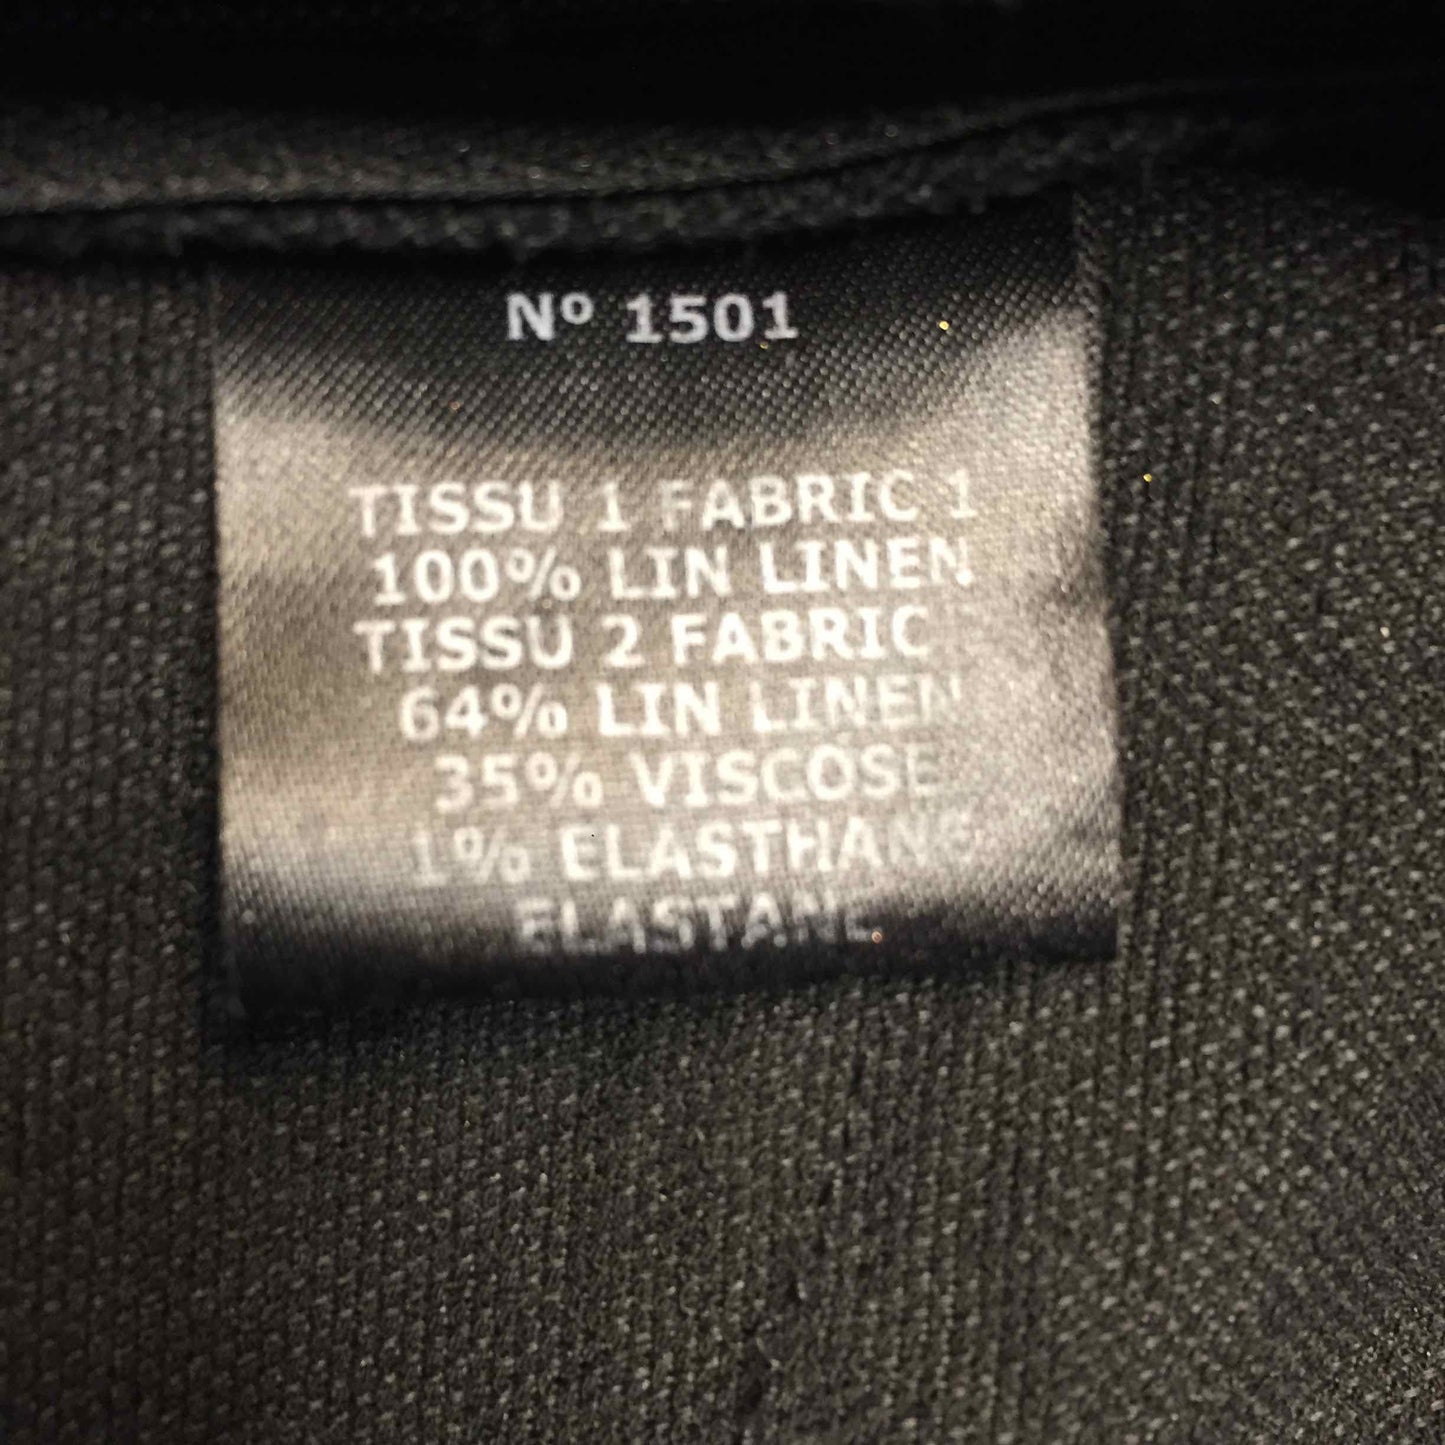 Nº 1501
TISSU 1 FABRIC 1
100% LIN LINEN
TISSU 2 FABRIC
64% LIN LINEN
35% VISCOSE
1% ELASTHANE
ELASTANE